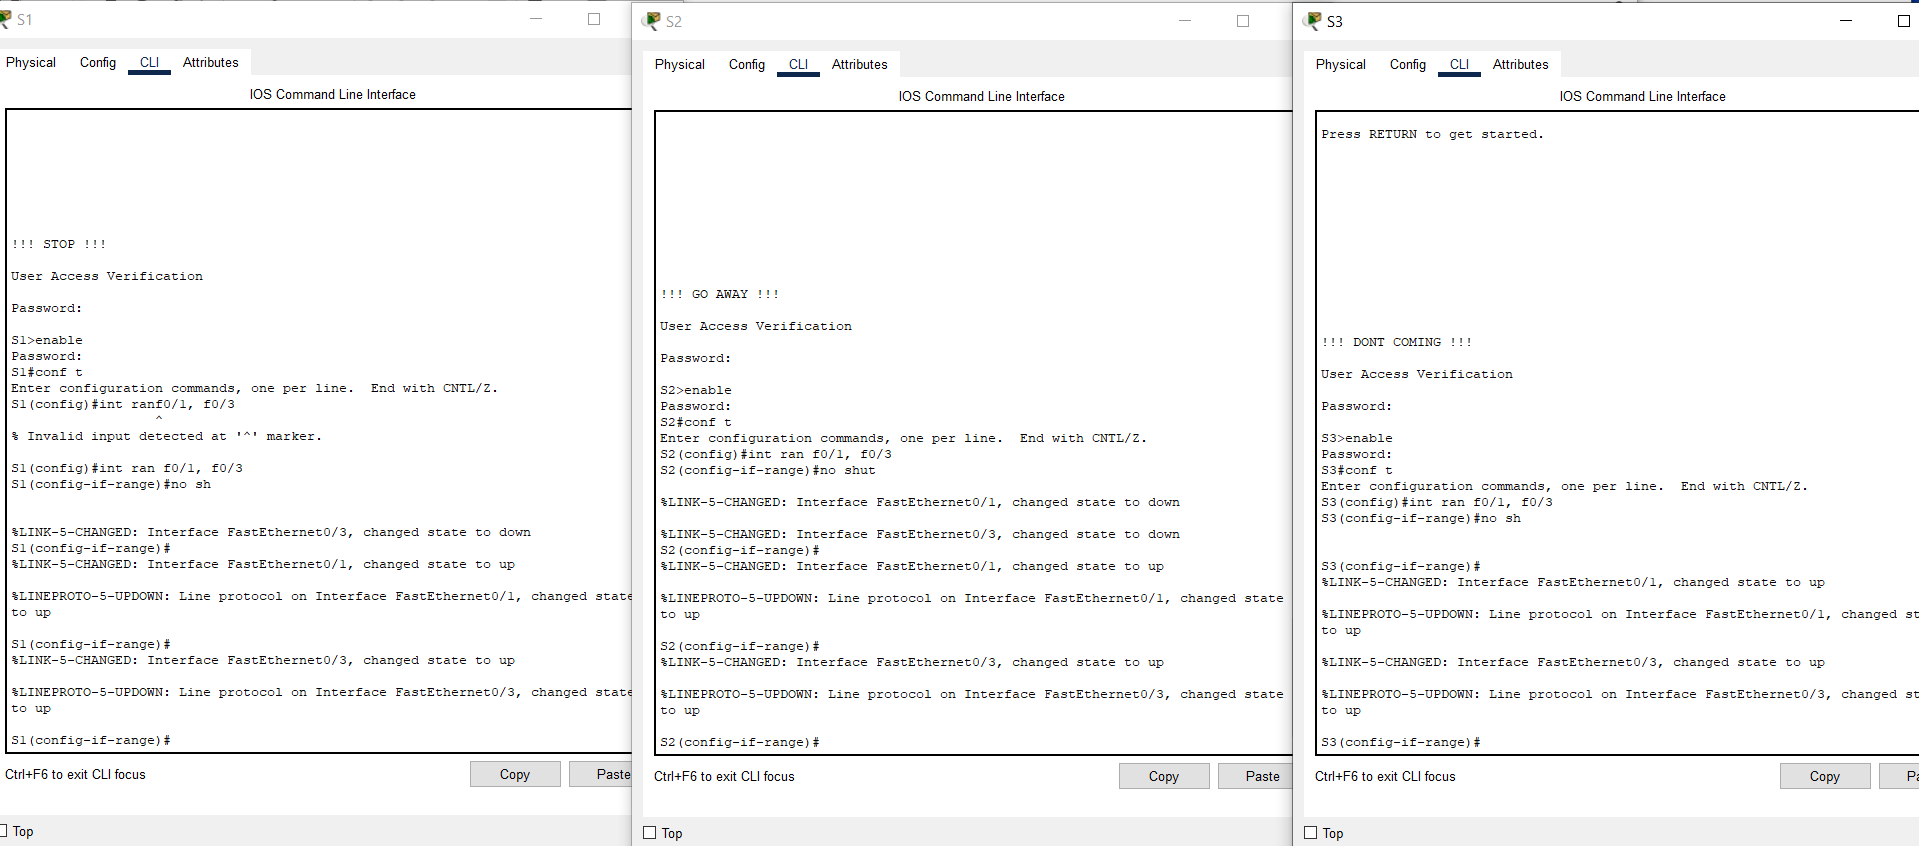 S1
Physical Config CLI Attributes
IOS Command Line Interface
!!! STOP !!!
User Access Verification
Password:
S1>enable
Password:
S1#conf t
Enter configuration commands, one per line.  End with CNTL/Z.
S1(config)#int ranf0/1, f0/3
^
% Invalid input detected at '^' marker.
S1(config)#int ran f0/1, f0/3
S1(config-if-range)#no sh
%LINK-5-CHANGED: Interface FastEthernet0/3, changed state to down
S1(config-if-range)#
%LINK-5-CHANGED: Interface FastEthernet0/1, changed state to up
%LINEPROTO-5-UPDOWN: Line protocol on Interface FastEthernet0/1, changed state
to up
S1(config-if-range)#
%LINK-5-CHANGED: Interface FastEthernet0/3, changed state to up
%LINEPROTO-5-UPDOWN: Line protocol on Interface FastEthernet0/3, changed state
to up
S1(config-if-range)#
Ctrl+F6 to exit CLI focus
Copy Paste
Top
S2
Physical Config CLI Attributes
IOS Command Line Interface
!!! GO AWAY !!!
User Access Verification
Password:
S2>enable
Password:
S2#conf t
Enter configuration commands, one per line.  End with CNTL/Z.
S2(config)#int ran f0/1, f0/3
S2(config-if-range)#no shut
%LINK-5-CHANGED: Interface FastEthernet0/1, changed state to down
%LINK-5-CHANGED: Interface FastEthernet0/3, changed state to down
S2(config-if-range)#
%LINK-5-CHANGED: Interface FastEthernet0/1, changed state to up
%LINEPROTO-5-UPDOWN: Line protocol on Interface FastEthernet0/1, changed state
to up
S2(config-if-range)#
%LINK-5-CHANGED: Interface FastEthernet0/3, changed state to up
%LINEPROTO-5-UPDOWN: Line protocol on Interface FastEthernet0/3, changed state
to up
S2(config-if-range)#
Ctrl+F6 to exit CLI focus
Copy Paste
Top
S3
Physical Config CLI Attributes
IOS Command Line Interface
Press RETURN to get started.
!!! DONT COMING !!!
User Access Verification
Password:
S3>enable
Password:
S3#conf t
Enter configuration commands, one per line.  End with CNTL/Z.
S3(config)#int ran f0/1, f0/3
S3(config-if-range)#no sh
S3(config-if-range)#
%LINK-5-CHANGED: Interface FastEthernet0/1, changed state to up
%LINEPROTO-5-UPDOWN: Line protocol on Interface FastEthernet0/1, changed st
to up
%LINK-5-CHANGED: Interface FastEthernet0/3, changed state to up
%LINEPROTO-5-UPDOWN: Line protocol on Interface FastEthernet0/3, changed st
to up
S3(config-if-range)#
Ctrl+F6 to exit CLI focus
Copy Pa
Top